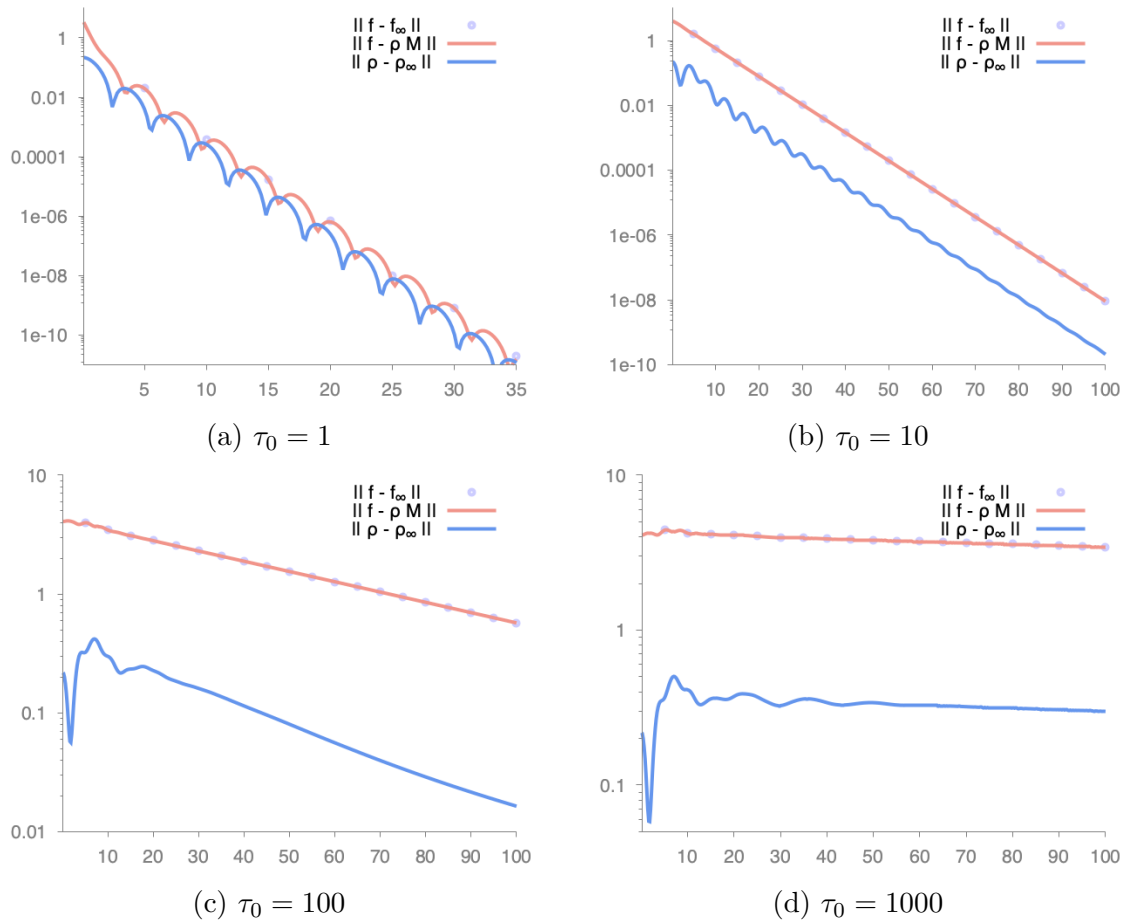 || f - f∞ ||
|| f - ρ M ||
|| ρ - ρ∞ ||
1
0.01
0.0001
1e-06
1e-08
1e-10
5 10 15 20 25 30 35
(a) τ₀ = 1
|| f - f∞ ||
|| f - ρ M ||
|| ρ - ρ∞ ||
1
0.01
0.0001
1e-06
1e-08
1e-10
10 20 30 40 50 60 70 80 90 100
(b) τ₀ = 10
|| f - f∞ ||
|| f - ρ M ||
|| ρ - ρ∞ ||
10
1
0.1
0.01
10 20 30 40 50 60 70 80 90 100
(c) τ₀ = 100
|| f - f∞ ||
|| f - ρ M ||
|| ρ - ρ∞ ||
10
1
0.1
10 20 30 40 50 60 70 80 90 100
(d) τ₀ = 1000